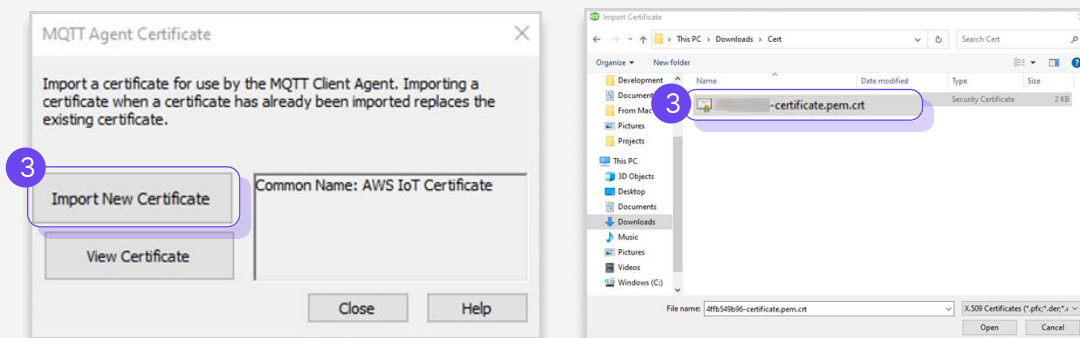 MQTT Agent Certificate
Import a certificate for use by the MQTT Client Agent. Importing a
certificate when a certificate has already been imported replaces the
existing certificate.
3
Import New Certificate
Common Name: AWS IoT Certificate
View Certificate
Close
Help
Import Certificate
This PC › Downloads › Cert
Search Cert
Organize
New folder
Name
Date modified
Type
Size
Development
Document
From Mac
Pictures
Projects
3
-certificate.pem.crt
Security Certificate
2 KB
This PC
3D Objects
Desktop
Documents
Downloads
Music
Pictures
Videos
Windows (C:)
File name:
4ffb549b96-certificate.pem.crt
X.509 Certificates (*.pfx;*.der;*.c
Open
Cancel